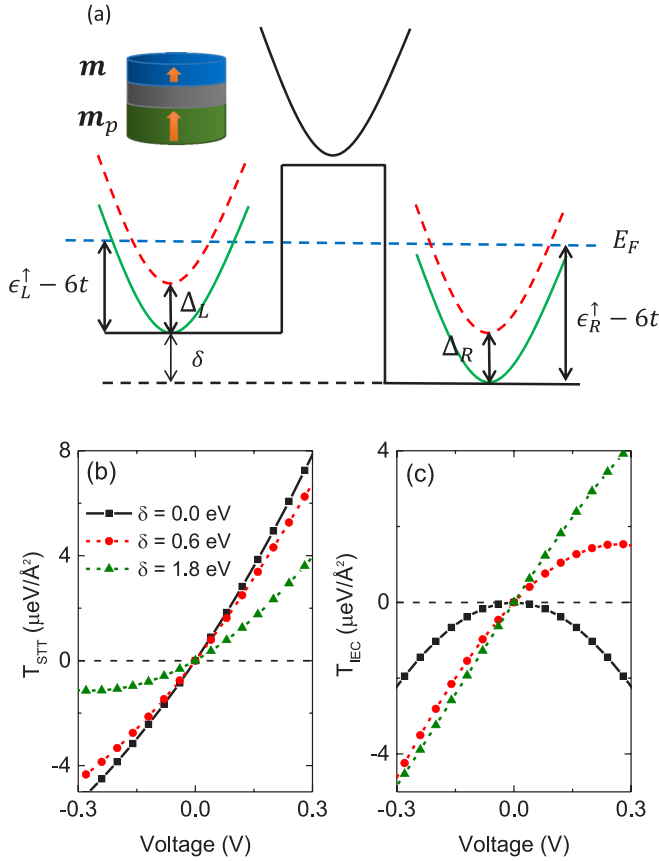 (a)
m
m_p
E_F
ϵ_L^↑ − 6t
Δ_L
δ
Δ_R
ϵ_R^↑ − 6t
(b)
8
4
0
-4
T_STT (μeV/Å²)
δ = 0.0 eV
δ = 0.6 eV
δ = 1.8 eV
-0.3 0.0 0.3
Voltage (V)
(c)
4
0
-4
T_IEC (μeV/Å²)
-0.3 0.0 0.3
Voltage (V)